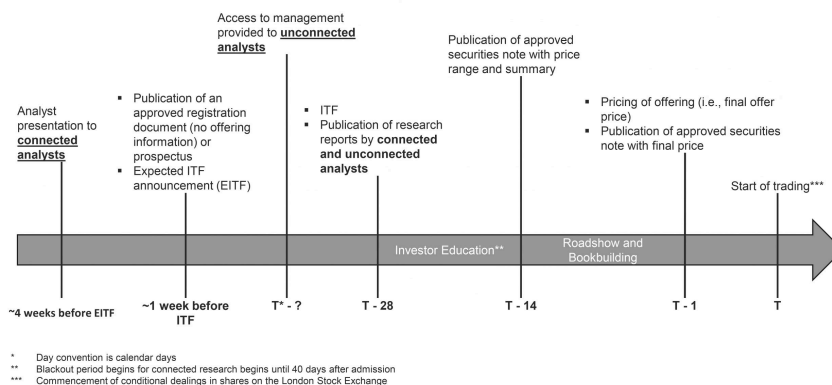 Access to management
provided to unconnected
analysts
Publication of approved
securities note with price
range and summary
Analyst
presentation to
connected
analysts
▪ Publication of an
approved registration
document (no offering
information) or
prospectus
▪ Expected ITF
announcement (EITF)
▪ ITF
▪ Publication of research
reports by connected
and unconnected
analysts
▪ Pricing of offering (i.e., final offer
price)
▪ Publication of approved securities
note with final price
Start of trading***
Investor Education**
Roadshow and
Bookbuilding
~4 weeks before EITF
~1 week before
ITF
T* - ?
T - 28
T - 14
T - 1
T
* Day convention is calendar days
** Blackout period begins for connected research begins until 40 days after admission
*** Commencement of conditional dealings in shares on the London Stock Exchange